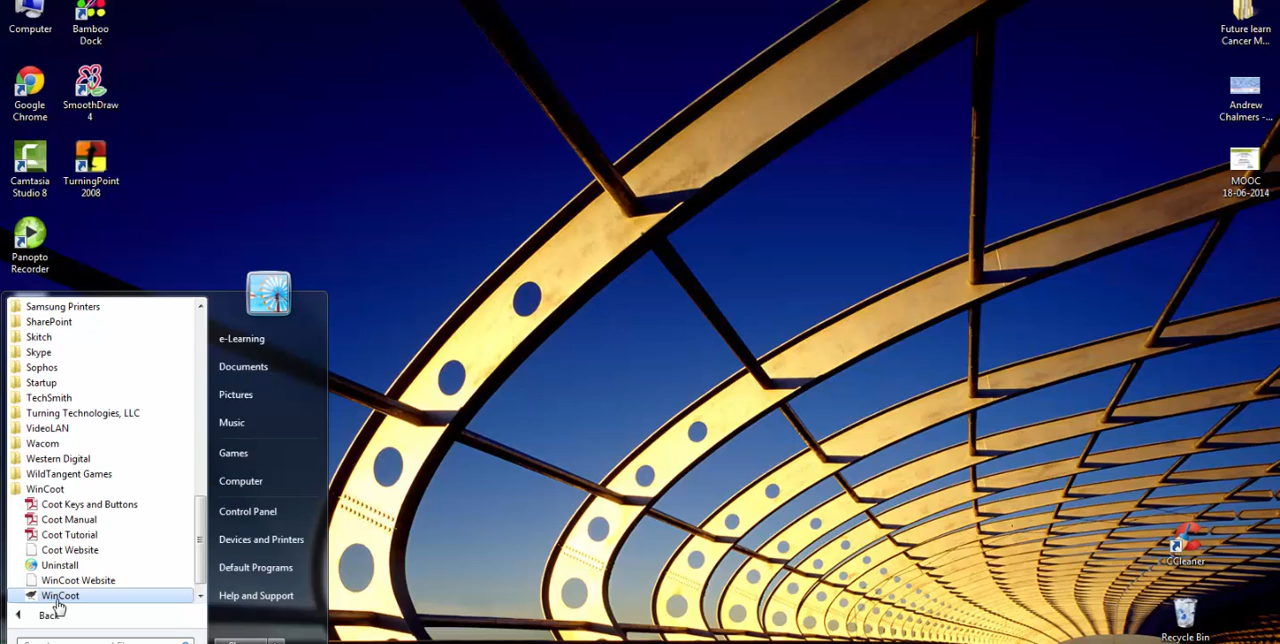 Computer
Bamboo
Dock
Google
Chrome
SmoothDraw
4
Camtasia
Studio 8
TurningPoint
2008
Panopto
Recorder
Future learn
Cancer M...
Andrew
Chalmers -...
MOOC
18-06-2014
CCleaner
Recycle Bin
Samsung Printers
SharePoint
Skitch
Skype
Sophos
Startup
TechSmith
Turning Technologies, LLC
VideoLAN
Wacom
Western Digital
WildTangent Games
WinCoot
Coot Keys and Buttons
Coot Manual
Coot Tutorial
Coot Website
Uninstall
WinCoot Website
WinCoot
Back
e-Learning
Documents
Pictures
Music
Games
Computer
Control Panel
Devices and Printers
Default Programs
Help and Support